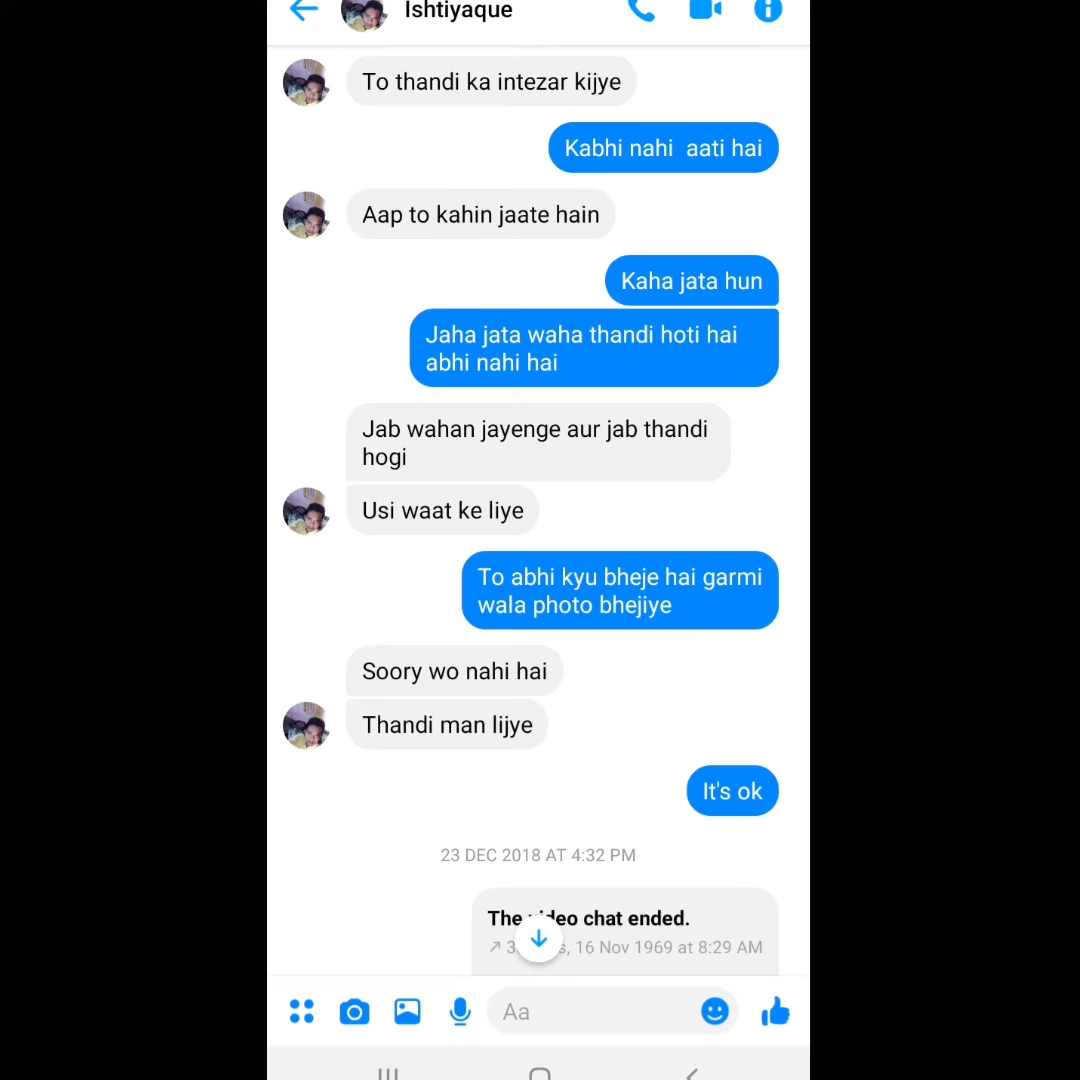 Ishtiyaque
To thandi ka intezar kijye
Kabhi nahi aati hai
Aap to kahin jaate hain
Kaha jata hun
Jaha jata waha thandi hoti hai
abhi nahi hai
Jab wahan jayenge aur jab thandi
hogi
Usi waat ke liye
To abhi kyu bheje hai garmi
wala photo bhejiye
Soory wo nahi hai
Thandi man lijye
It's ok
23 DEC 2018 AT 4:32 PM
The video chat ended.
16 Nov 1969 at 8:29 AM
Aa